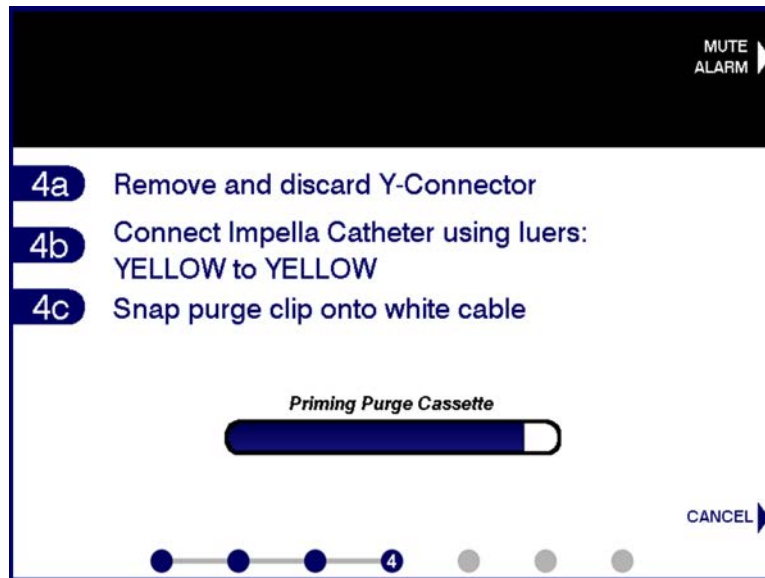 MUTE
ALARM
4a Remove and discard Y-Connector
4b Connect Impella Catheter using luers:
YELLOW to YELLOW
4c Snap purge clip onto white cable
Priming Purge Cassette
CANCEL
4